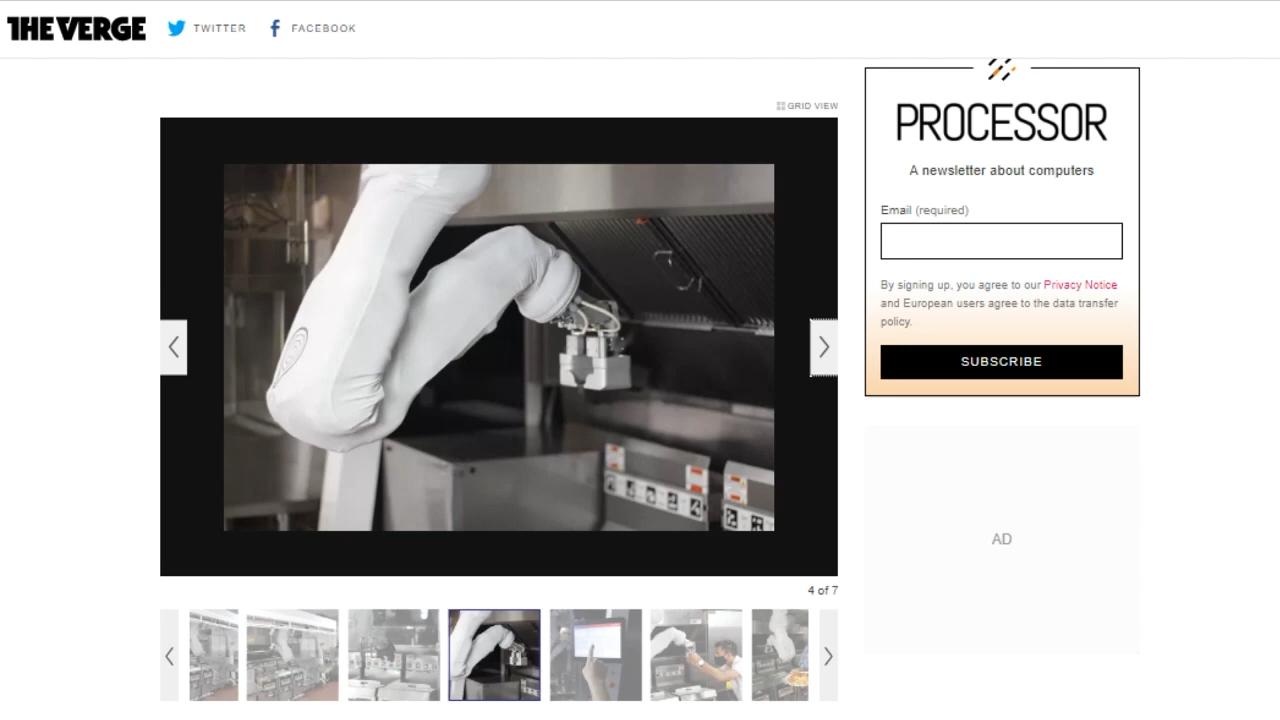 THE VERGE
TWITTER
FACEBOOK
GRID VIEW
4 of 7
PROCESSOR
A newsletter about computers
Email (required)
By signing up, you agree to our Privacy Notice
and European users agree to the data transfer
policy.
SUBSCRIBE
AD